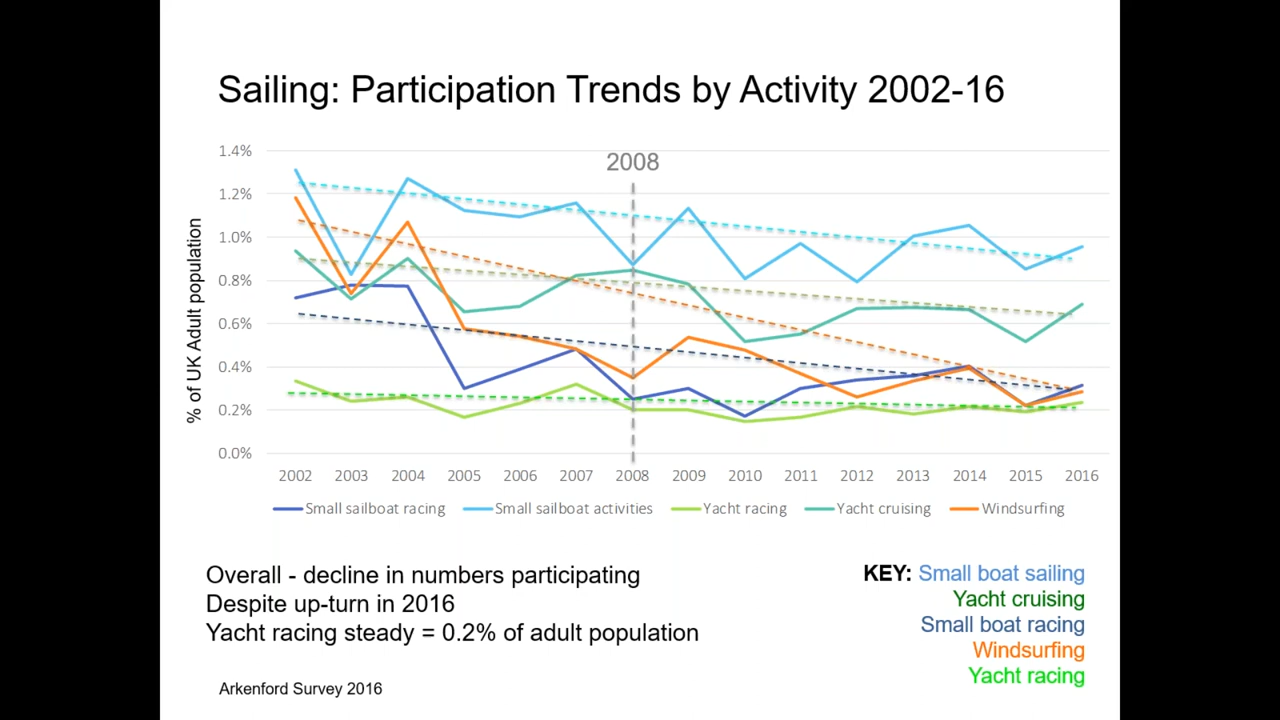 Sailing: Participation Trends by Activity 2002-16
% of UK Adult population
1.4%
1.2%
1.0%
0.8%
0.6%
0.4%
0.2%
0.0%
2008
2002 2003 2004 2005 2006 2007 2008 2009 2010 2011 2012 2013 2014 2015 2016
Small sailboat racing Small sailboat activities Yacht racing Yacht cruising Windsurfing
Overall - decline in numbers participating
Despite up-turn in 2016
Yacht racing steady = 0.2% of adult population
KEY: Small boat sailing
Yacht cruising
Small boat racing
Windsurfing
Yacht racing
Arkenford Survey 2016